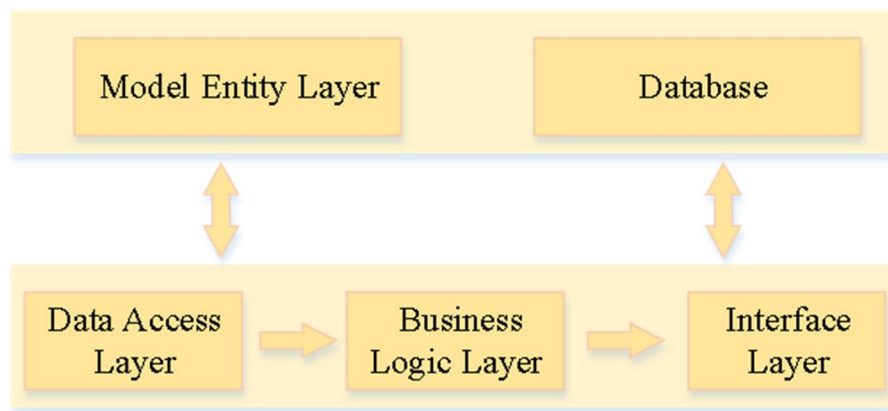 Model Entity Layer
Database
Data Access
Layer
Business
Logic Layer
Interface
Layer